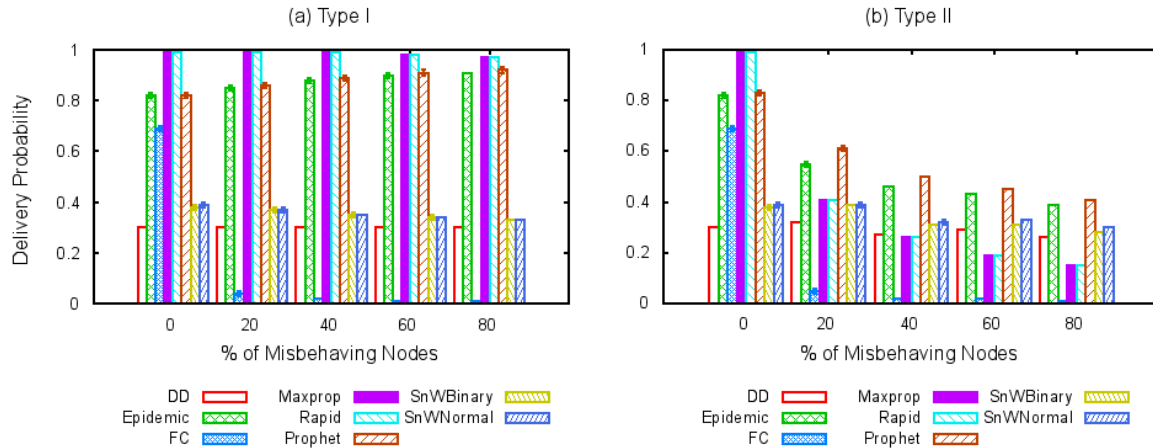 (a) Type I
(b) Type II
Delivery Probability
1
0.8
0.6
0.4
0.2
0
0 20 40 60 80
% of Misbehaving Nodes
1
0.8
0.6
0.4
0.2
0
0 20 40 60 80
% of Misbehaving Nodes
DD Maxprop SnWBinary
Epidemic Rapid SnWNormal
FC Prophet
DD Maxprop SnWBinary
Epidemic Rapid SnWNormal
FC Prophet